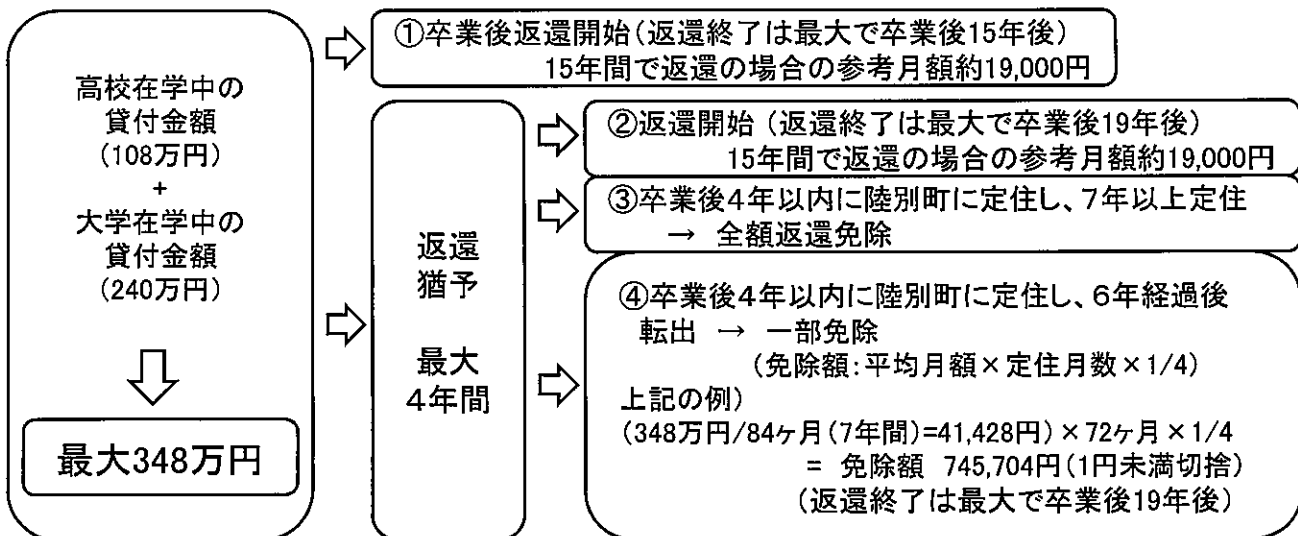 高校在学中の
貸付金額
(108万円)
+
大学在学中の
貸付金額
(240万円)
最大348万円
①卒業後返還開始(返還終了は最大で卒業後15年後)
15年間で返還の場合の参考月額約19,000円
返還
猶予
最大
4年間
②返還開始 (返還終了は最大で卒業後19年後)
15年間で返還の場合の参考月額約19,000円
③卒業後4年以内に陸別町に定住し、7年以上定住
→ 全額返還免除
④卒業後4年以内に陸別町に定住し、6年経過後
転出 → 一部免除
(免除額:平均月額×定住月数×1/4)
上記の例)
(348万円/84ヶ月(7年間)=41,428円)×72ヶ月×1/4
= 免除額 745,704円(1円未満切捨)
(返還終了は最大で卒業後19年後)